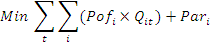 Min ∑_t ∑_i (Pof_i × Q_it) + Par_i